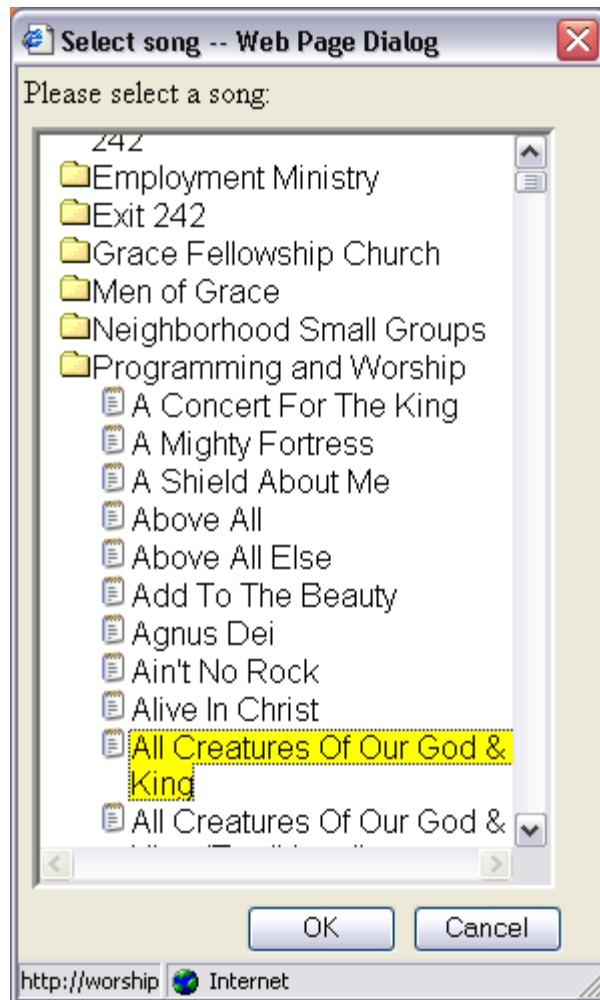 Select song -- Web Page Dialog
Please select a song:
242
Employment Ministry
Exit 242
Grace Fellowship Church
Men of Grace
Neighborhood Small Groups
Programming and Worship
A Concert For The King
A Mighty Fortress
A Shield About Me
Above All
Above All Else
Add To The Beauty
Agnus Dei
Ain't No Rock
Alive In Christ
All Creatures Of Our God &
King
All Creatures Of Our God &
OK Cancel
http://worship Internet